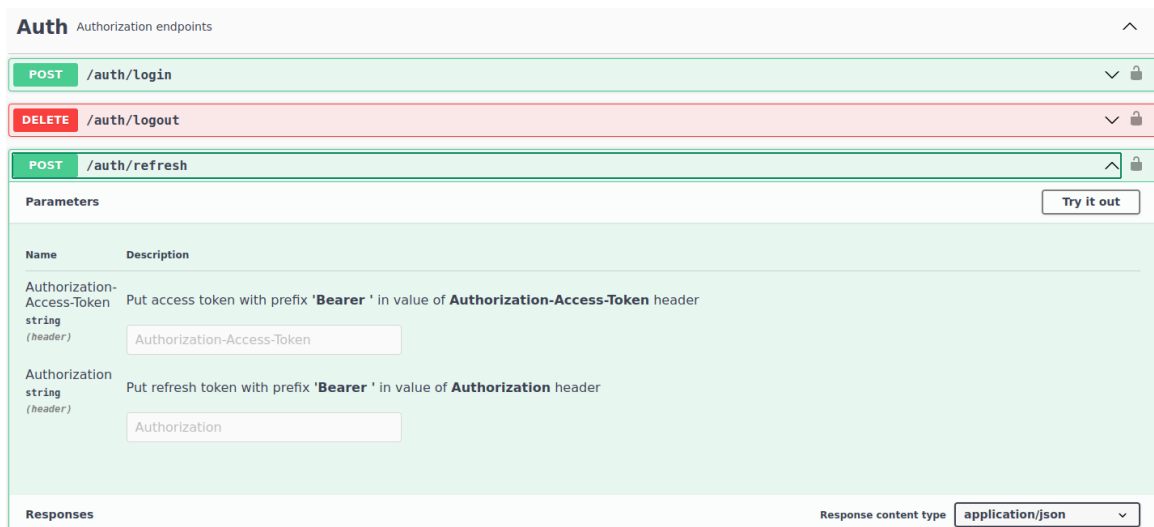 Auth Authorization endpoints
POST /auth/login
DELETE /auth/logout
POST /auth/refresh
Parameters
Try it out
Name Description
Authorization-
Access-Token
string
(header)
Put access token with prefix 'Bearer ' in value of Authorization-Access-Token header
Authorization-Access-Token
Authorization
string
(header)
Put refresh token with prefix 'Bearer ' in value of Authorization header
Authorization
Responses
Response content type application/json